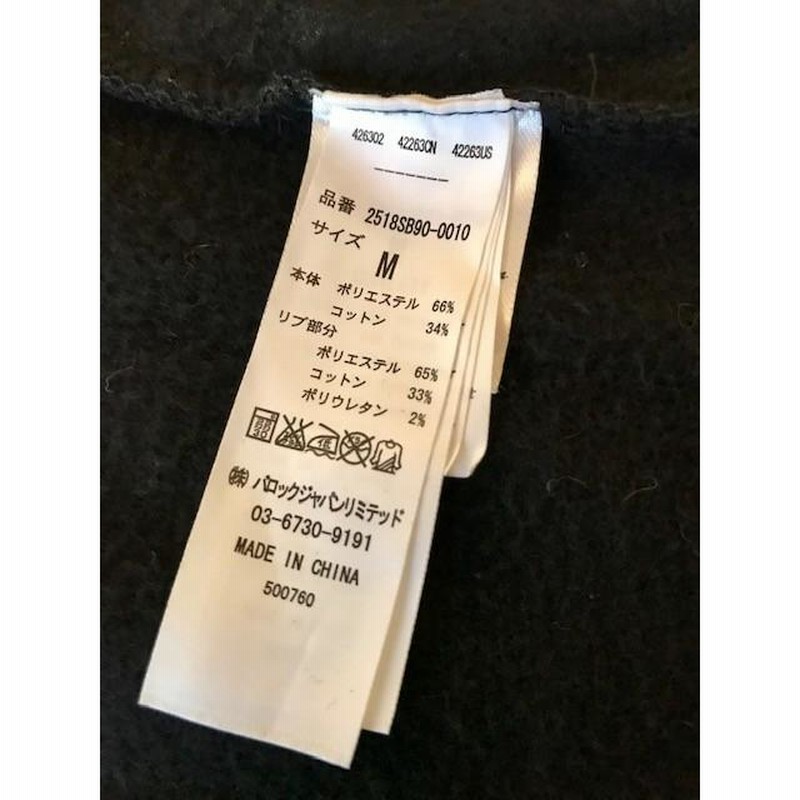 426302 42263CN 42263US
品番 2518SB90-0010
サイズ
M
本体 ポリエステル 66%
コットン 34%
リブ部分
ポリエステル 65%
コットン 33%
ポリウレタン 2%
(株)バロックジャパンリミテッド
03-6730-9191
MADE IN CHINA
500760